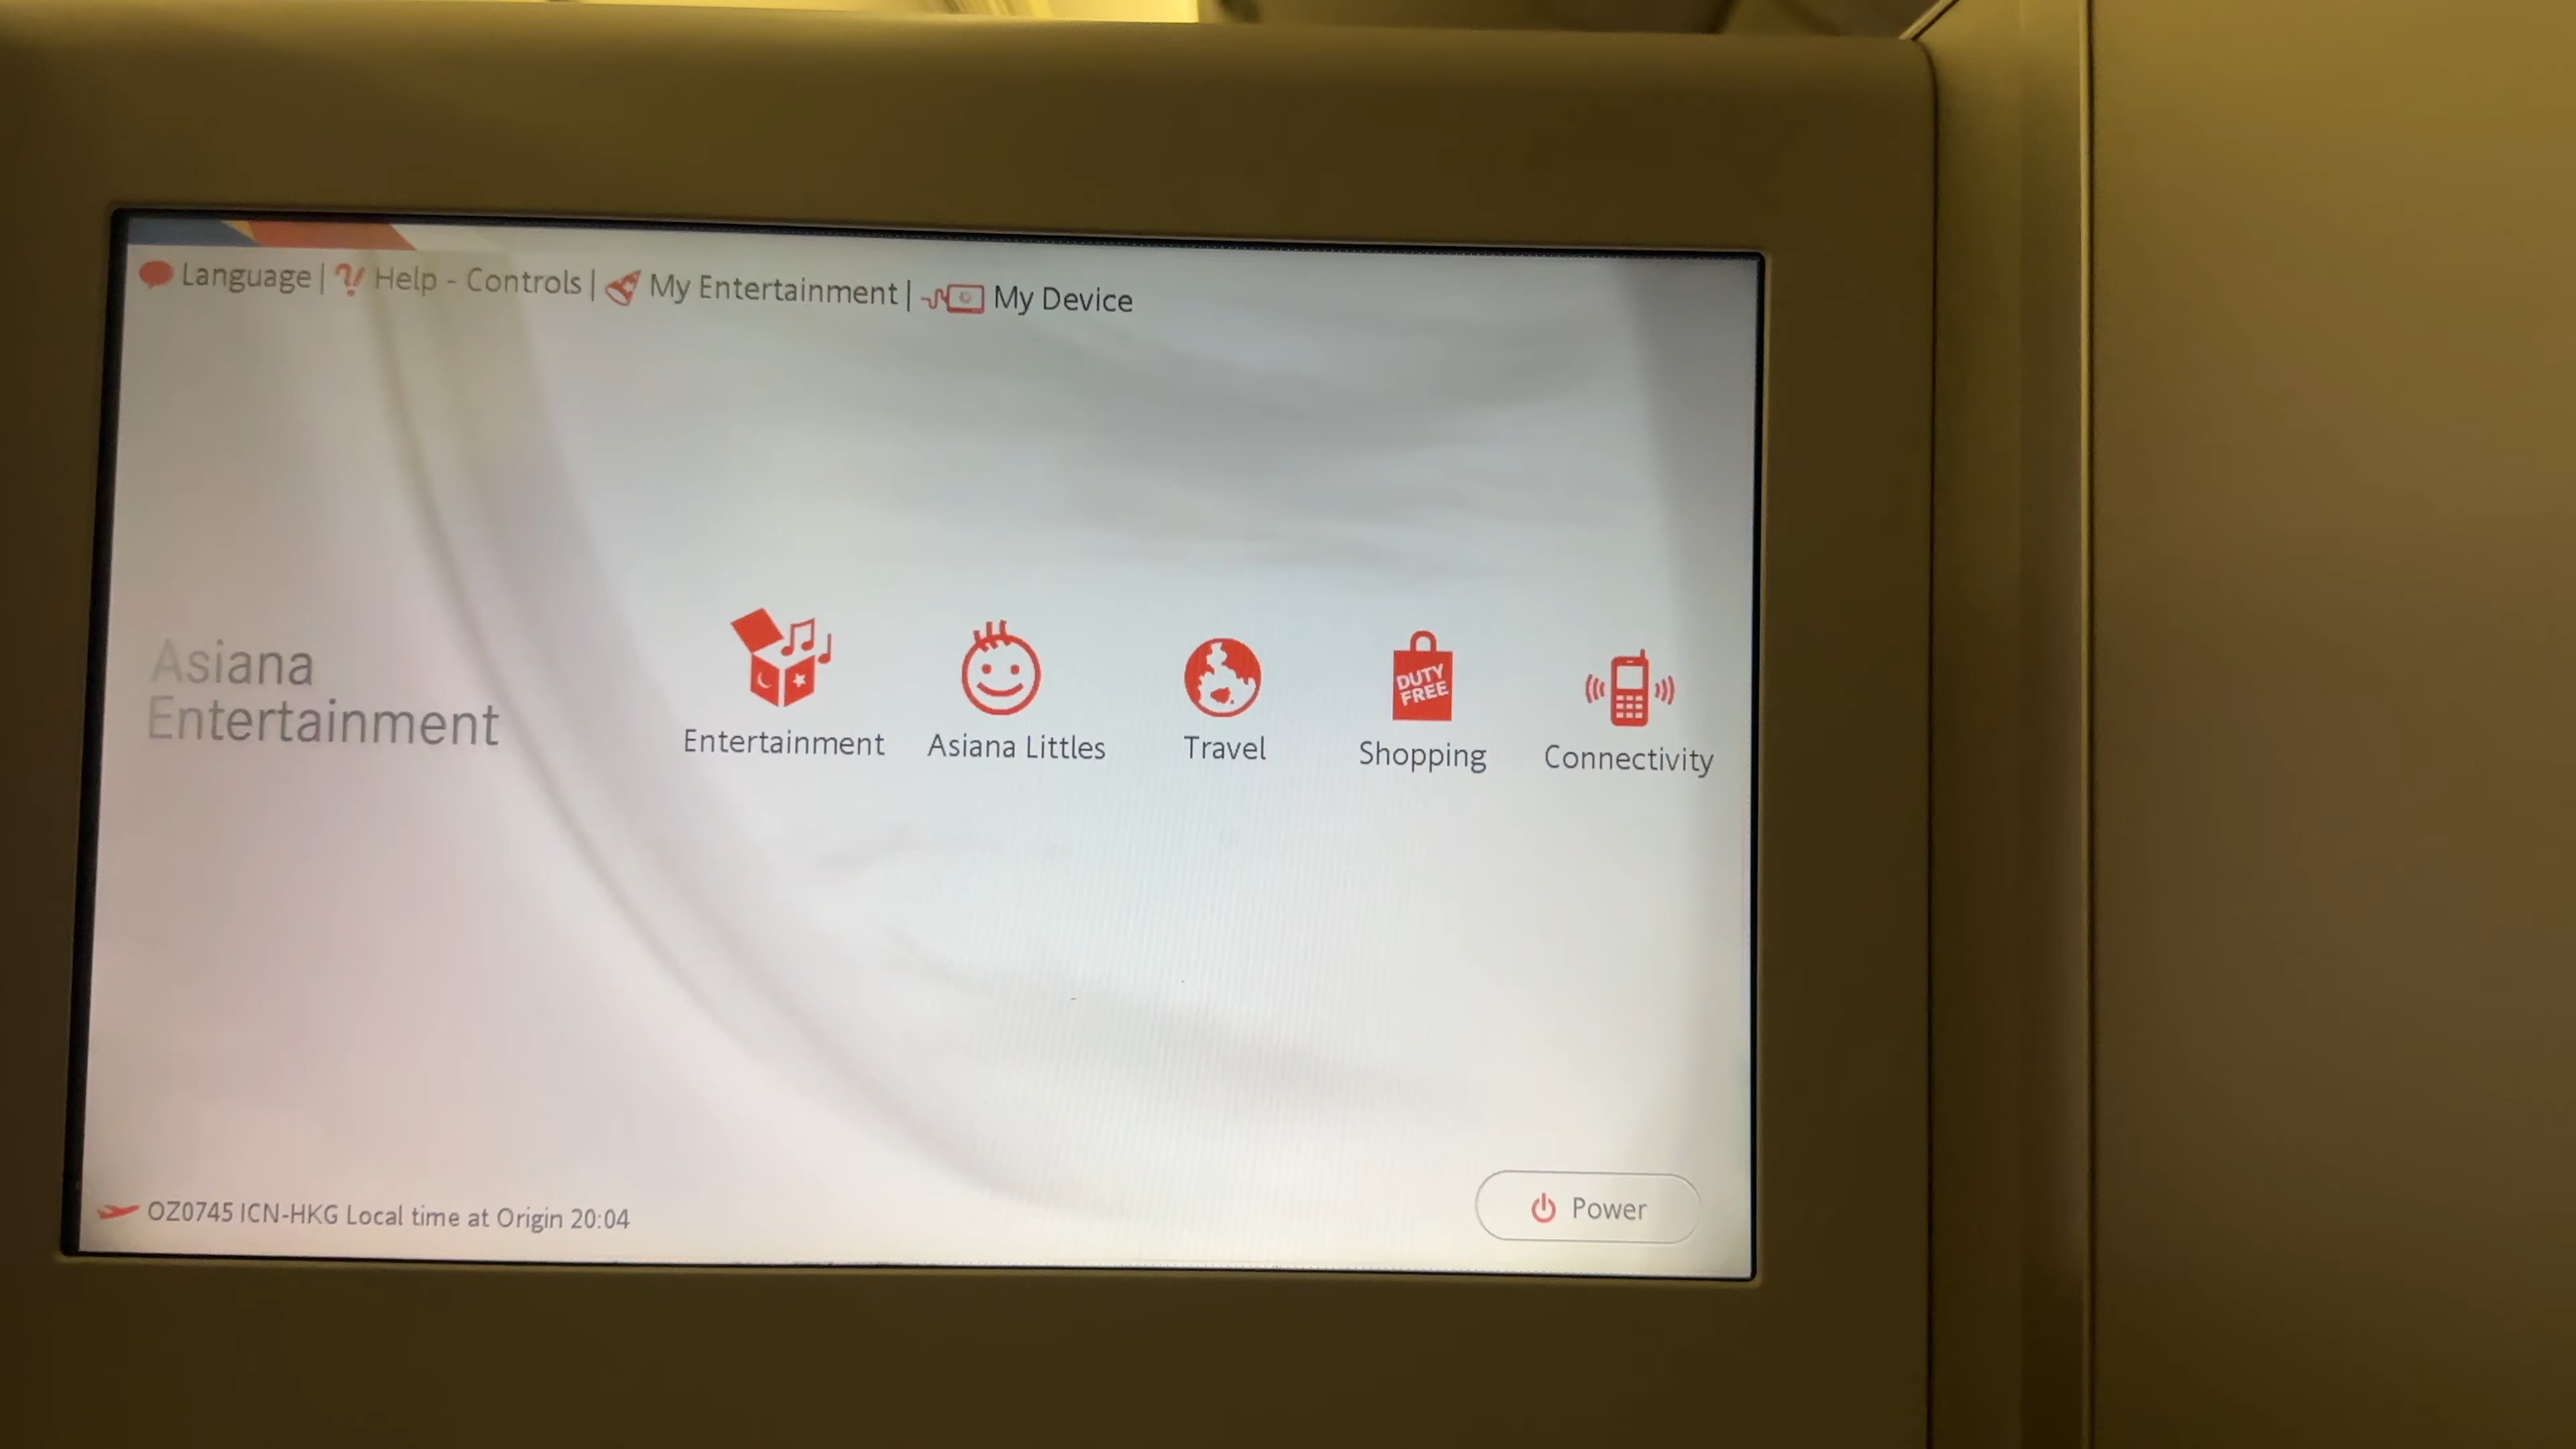 Language | Help - Controls | My Entertainment | My Device
Asiana
Entertainment
Entertainment
Asiana Littles
Travel
DUTY
FREE
Shopping
Connectivity
OZ0745 ICN-HKG Local time at Origin 20:04
Power